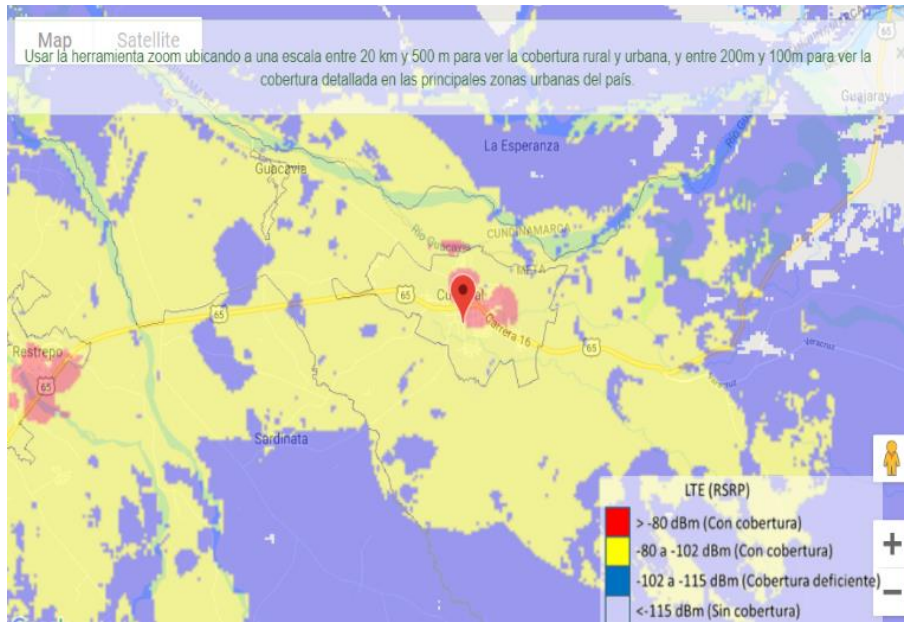 Map Satellite
Usar la herramienta zoom ubicando a una escala entre 20 km y 500 m para ver la cobertura rural y urbana, y entre 200m y 100m para ver la
cobertura detallada en las principales zonas urbanas del país.
65
Guajaray
La Esperanza
Guacavia
CUNDINAMARCA
META
65
65
Carrera 16
65
Restrepo
65
Veracruz
Sardinata
LTE (RSRP)
> -80 dBm (Con cobertura)
-80 a -102 dBm (Con cobertura)
-102 a -115 dBm (Cobertura deficiente)
<-115 dBm (Sin cobertura)
+
−